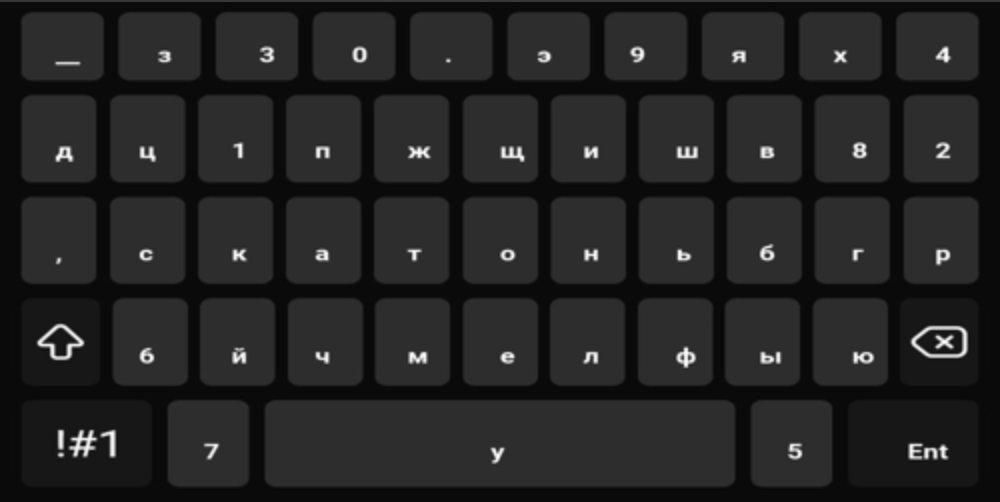 _ з 3 0 . э 9 я х 4
д ц 1 п ж щ и ш в 8 2
, с к а т о н ь б г р
6 й ч м е л ф ы ю
!#1 7 у 5 Ent